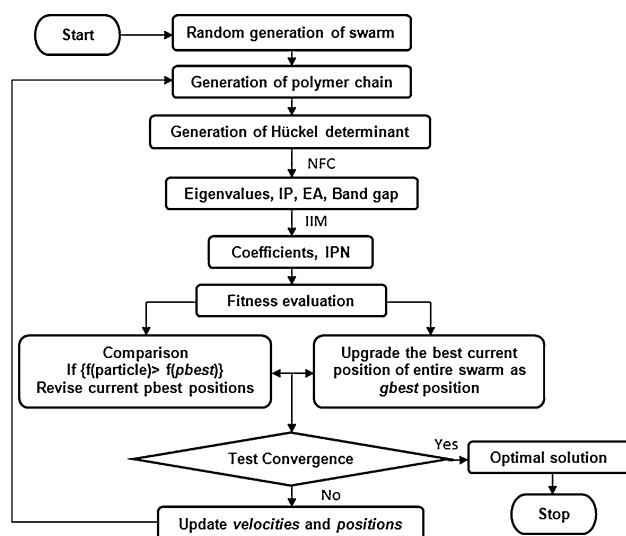 Start
Random generation of swarm
Generation of polymer chain
Generation of Hückel determinant
NFC
Eigenvalues, IP, EA, Band gap
IIM
Coefficients, IPN
Fitness evaluation
Comparison
If {f(particle)> f(pbest)}
Revise current pbest positions
Upgrade the best current
position of entire swarm as
gbest position
Test Convergence
Yes
Optimal solution
No
Stop
Update velocities and positions